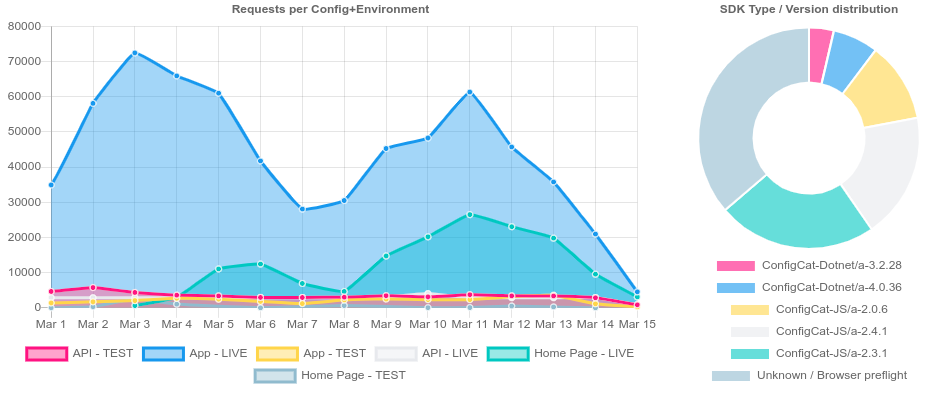 Requests per Config+Environment
80000
70000
60000
50000
40000
30000
20000
10000
0
Mar 1 Mar 2 Mar 3 Mar 4 Mar 5 Mar 6 Mar 7 Mar 8 Mar 9 Mar 10 Mar 11 Mar 12 Mar 13 Mar 14 Mar 15
API - TEST App - LIVE App - TEST API - LIVE Home Page - LIVE
Home Page - TEST
SDK Type / Version distribution
ConfigCat-Dotnet/a-3.2.28
ConfigCat-Dotnet/a-4.0.36
ConfigCat-JS/a-2.0.6
ConfigCat-JS/a-2.4.1
ConfigCat-JS/a-2.3.1
Unknown / Browser preflight